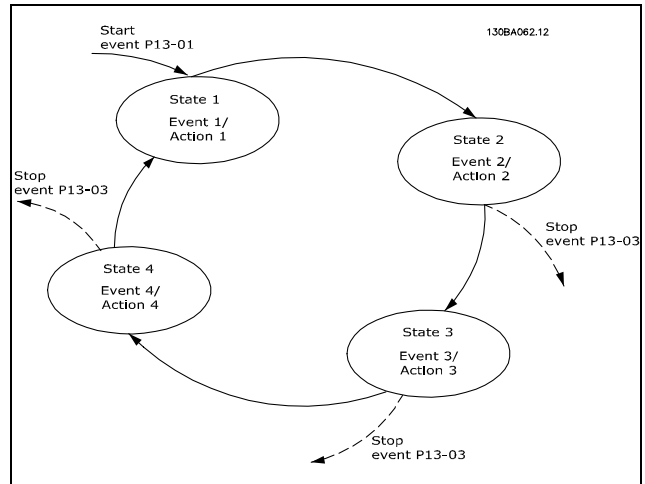 Start
event P13-01
130BA062.12
State 1
Event 1/
Action 1
State 2
Event 2/
Action 2
Stop
event P13-03
Stop
event P13-03
State 4
Event 4/
Action 4
State 3
Event 3/
Action 3
Stop
event P13-03